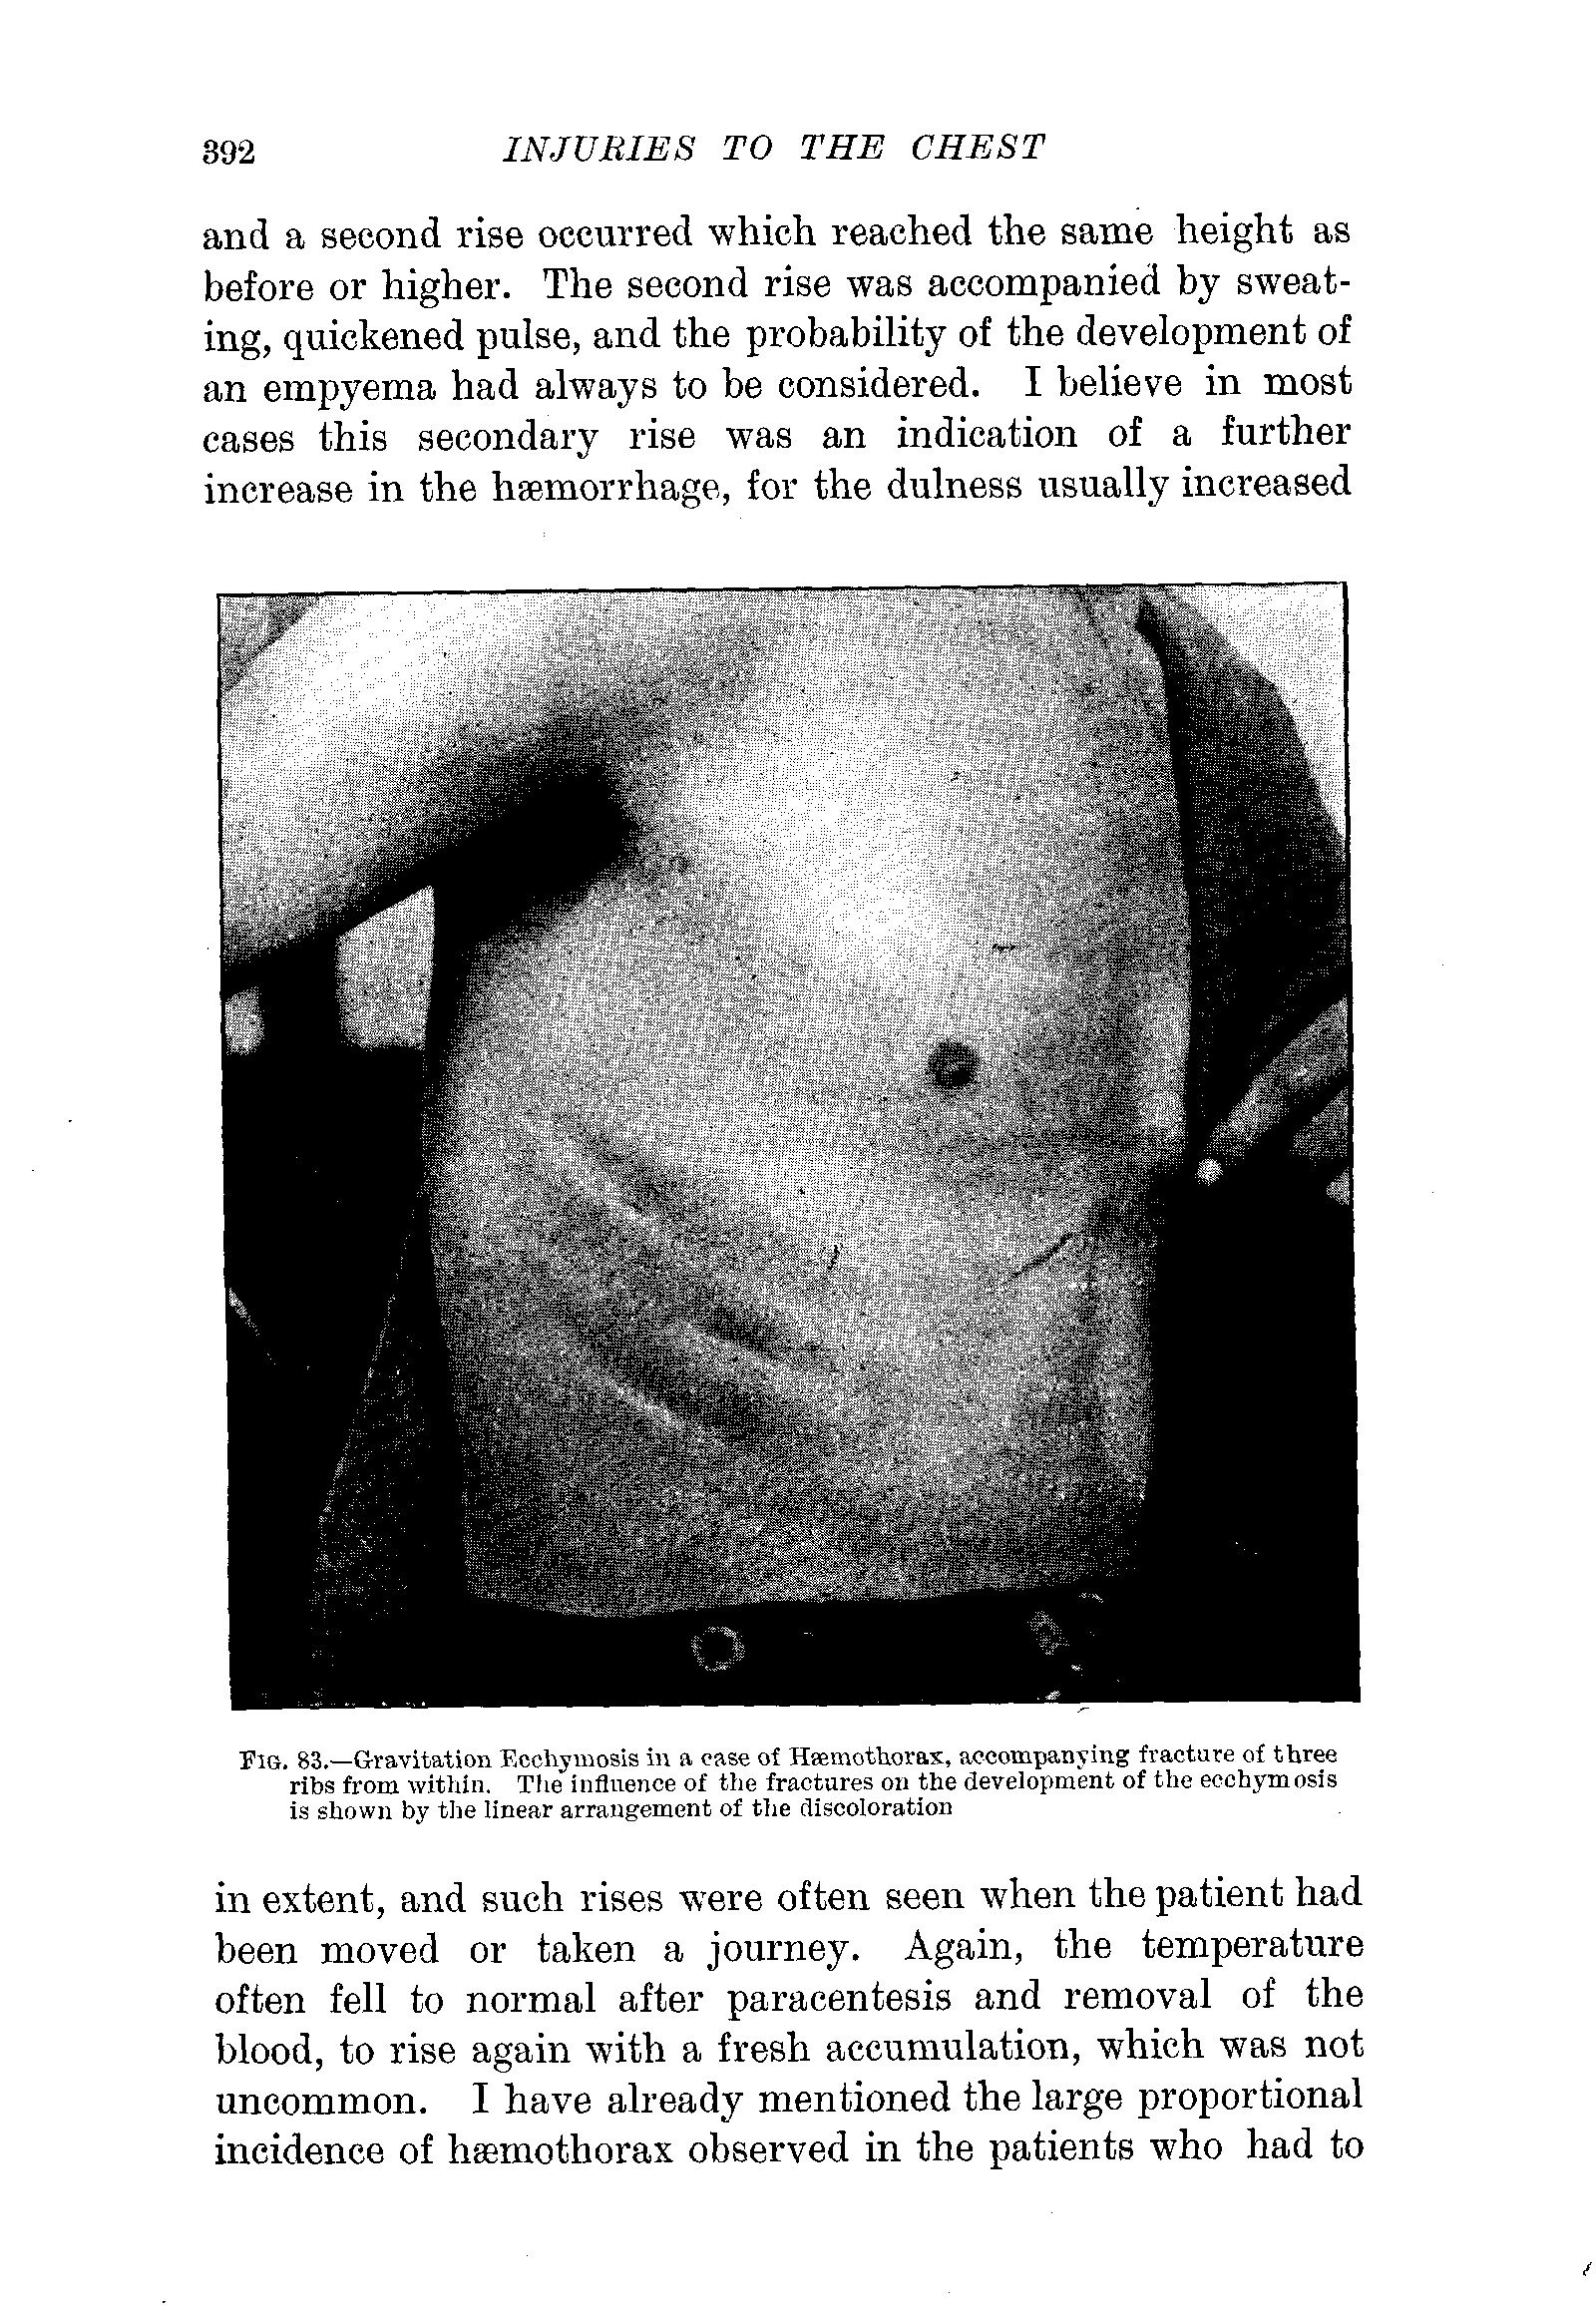 392 INJURIES TO THE CHEST
and a second rise occurred which reached the same height as
before or higher. The second rise was accompanied by sweat-
ing, quickened pulse, and the probability of the development of
an empyema had always to be considered. I believe in most
cases this secondary rise was an indication of a further
increase in the hæmorrhage, for the dulness usually increased
FIG. 83.—Gravitation Ecchymosis in a case of Hæmothorax, accompanying fracture of three
ribs from within. The influence of the fractures on the development of the ecchymosis
is shown by the linear arrangement of the discoloration
in extent, and such rises were often seen when the patient had
been moved or taken a journey. Again, the temperature
often fell to normal after paracentesis and removal of the
blood, to rise again with a fresh accumulation, which was not
uncommon. I have already mentioned the large proportional
incidence of hæmothorax observed in the patients who had to